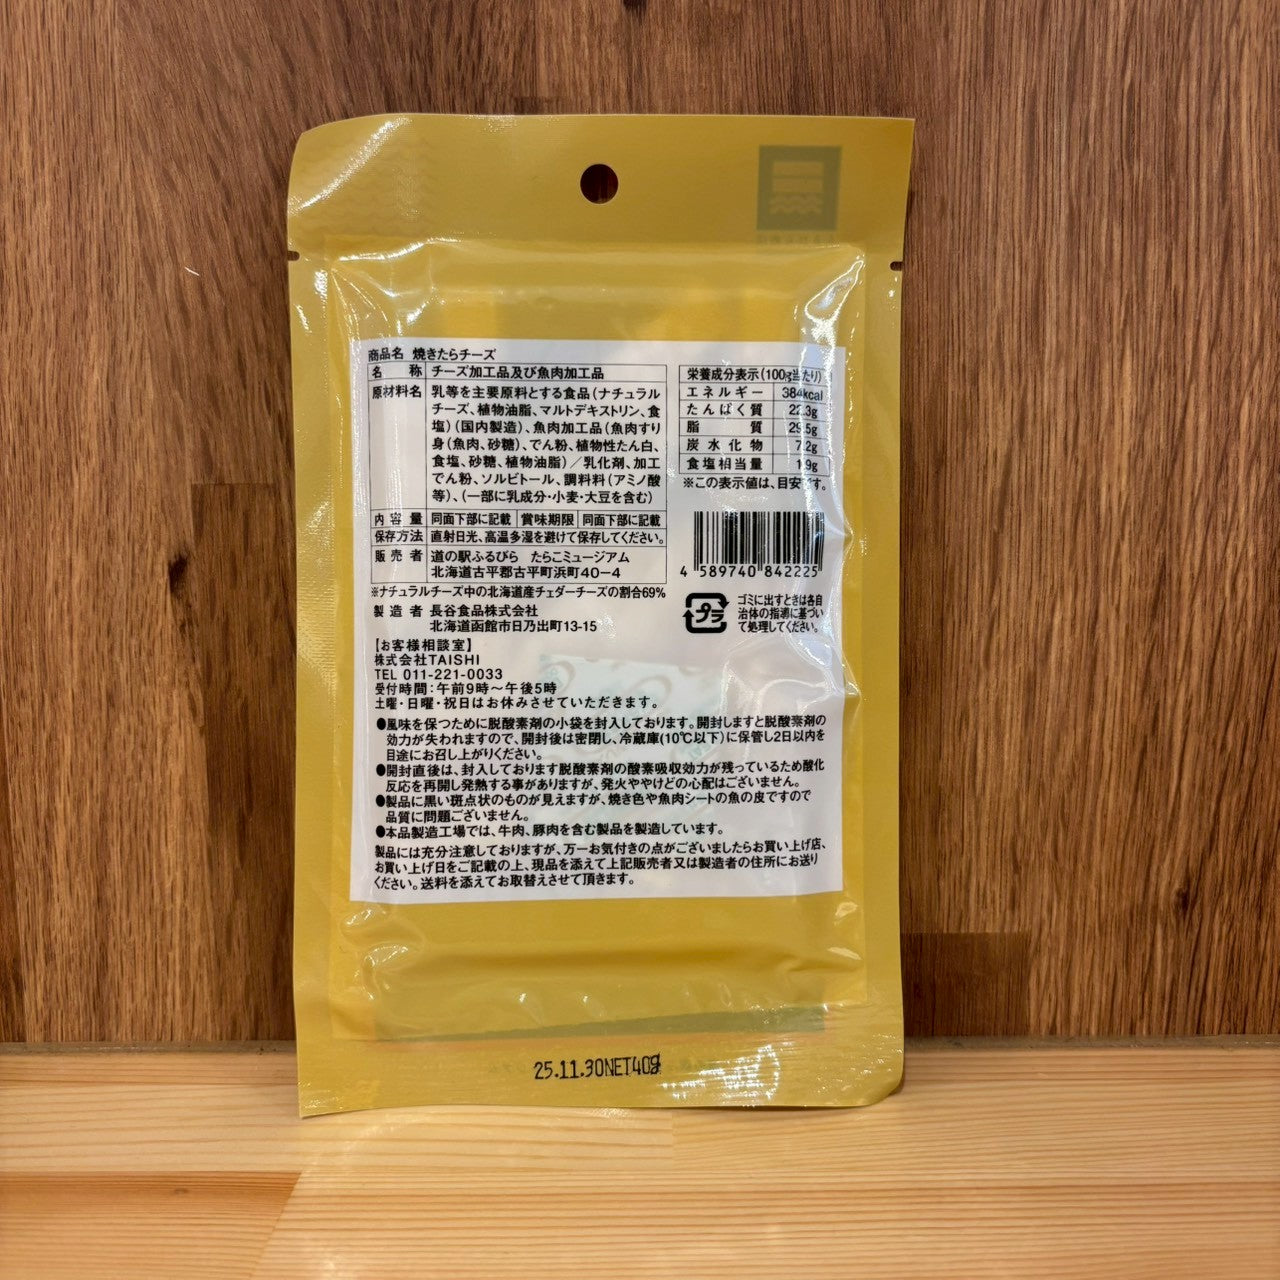 商品名 焼きたらチーズ
名称 チーズ加工品及び魚肉加工品
原材料名 乳等を主要原料とする食品(ナチュラル
チーズ、植物油脂、マルトデキストリン、食
塩)(国内製造)、魚肉加工品(魚肉すり
身(魚肉、砂糖)、でん粉、植物性たん白、
食塩、砂糖、植物油脂)/乳化剤、加工
でん粉、ソルビトール、調料料(アミノ酸
等)、(一部に乳成分・小麦・大豆を含む)
内容量 同面下部に記載 賞味期限 同面下部に記載
保存方法 直射日光、高温多湿を避けて保存してください。
販売者 道の駅ふるびら たらこミュージアム
北海道古平郡古平町浜町40-4
※ナチュラルチーズ中の北海道産チェダーチーズの割合69%
製造者 長谷食品株式会社
北海道函館市日乃出町13-15
【お客様相談室】
株式会社TAISHI
TEL 011-221-0033
受付時間:午前9時~午後5時
土曜・日曜・祝日はお休みさせていただきます。
栄養成分表示(100g当たり)
エネルギー 384kcal
たんぱく質 22.3g
脂質 29.5g
炭水化物 7.2g
食塩相当量 1.9g
※この表示値は、目安です。
4 589740 842225
プラ
ゴミに出すときは各自
治体の指導に基づい
て処理してください。
●風味を保つために脱酸素剤の小袋を封入しております。開封しますと脱酸素剤の
効力が失われますので、開封後は密閉し、冷蔵庫(10℃以下)に保管し2日以内を
目途にお召し上がりください。
●開封直後は、封入しております脱酸素剤の酸素吸収効力が残っているため酸化
反応を再開し発熱する事がありますが、発火ややけどの心配はございません。
●製品に黒い斑点状のものが見えますが、焼き色や魚肉シートの魚の皮ですので
品質に問題ございません。
●本品製造工場では、牛肉、豚肉を含む製品を製造しています。
製品には充分注意しておりますが、万一お気付きの点がございましたらお買い上げ店、
お買い上げ日をご記載の上、現品を添えて上記販売者又は製造者の住所にお送り
ください。送料を添えてお取替えさせて頂きます。
25.11.30NET40g